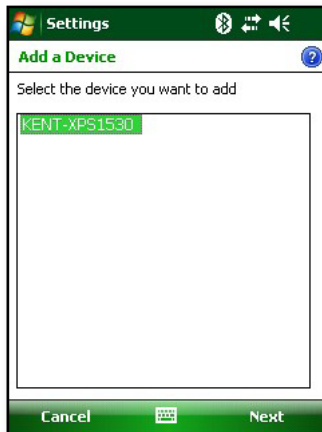 Settings
Add a Device
?
Select the device you want to add
KENT-XPS1530
Cancel
Next